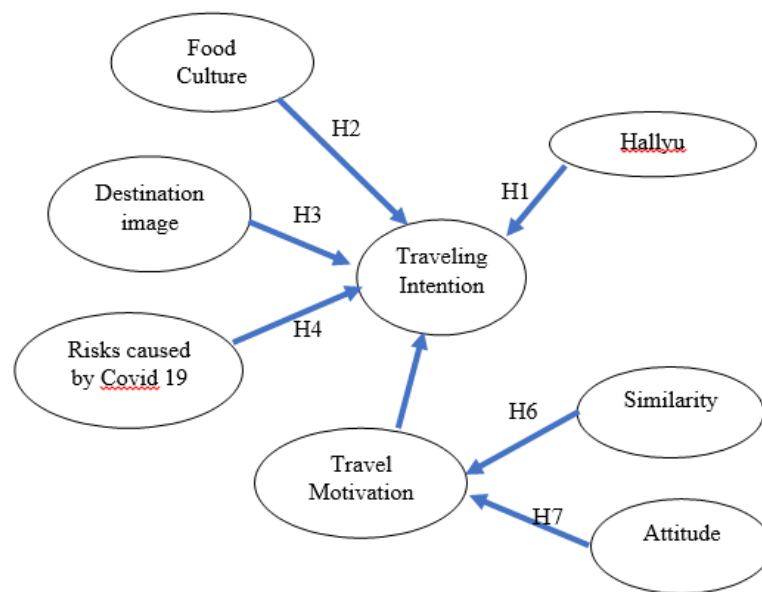 Food
Culture
H2
Hallyu
H1
Destination
image
H3
Traveling
Intention
H4
Risks caused
by Covid 19
Similarity
H6
Travel
Motivation
H7
Attitude